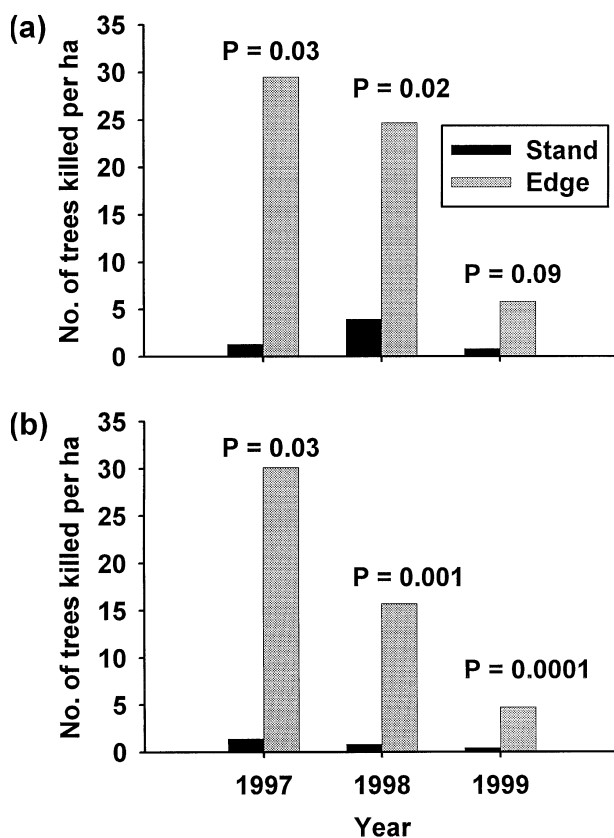 (a)
No. of trees killed per ha
35
30
25
20
15
10
5
0
P = 0.03
P = 0.02
P = 0.09
Stand
Edge
(b)
No. of trees killed per ha
35
30
25
20
15
10
5
0
P = 0.03
P = 0.001
P = 0.0001
1997 1998 1999
Year